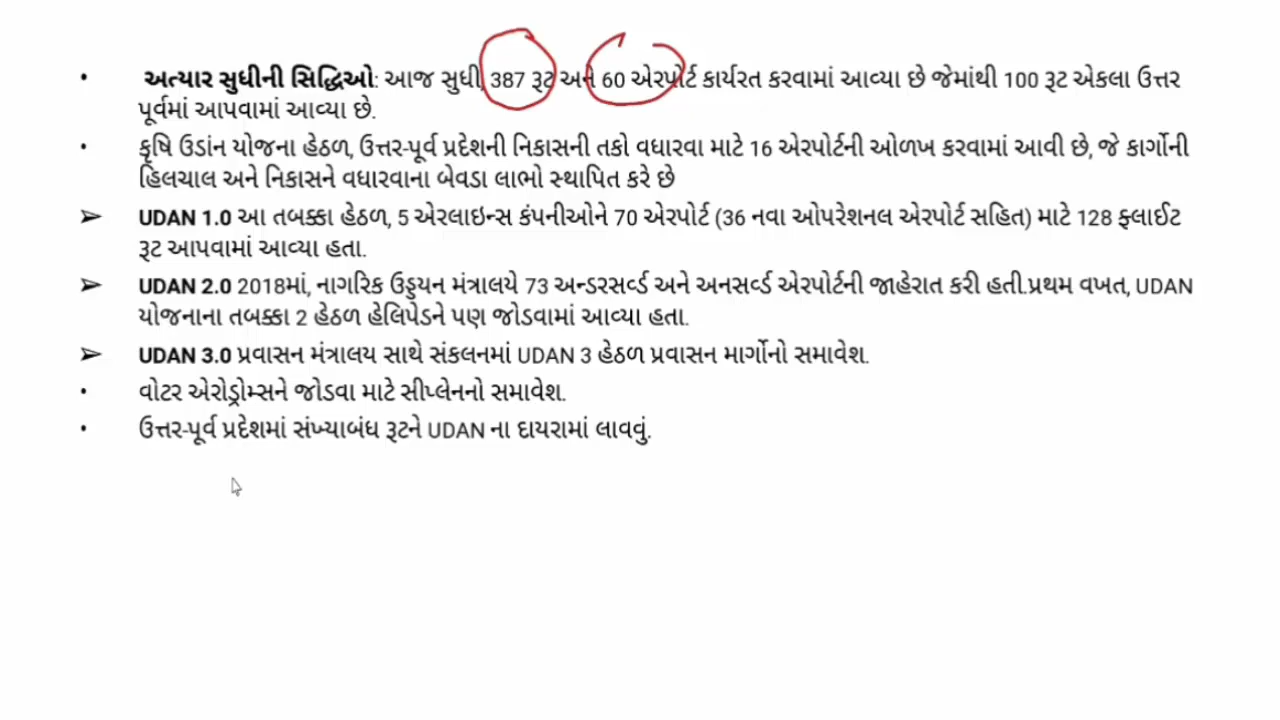 • અત્યાર સુધીની સિદ્ધિઓ: આજ સુધી, 387 રૂટ અને 60 એરપોર્ટ કાર્યરત કરવામાં આવ્યા છે જેમાંથી 100 રૂટ એકલા ઉત્તર
પૂર્વમાં આપવામાં આવ્યા છે.
• કૃષિ ઉડાંન યોજના હેઠળ, ઉત્તર-પૂર્વ પ્રદેશની નિકાસની તકો વધારવા માટે 16 એરપોર્ટની ઓળખ કરવામાં આવી છે, જે કાર્ગોની
હિલચાલ અને નિકાસને વધારવાના બેવડા લાભો સ્થાપિત કરે છે
➢ UDAN 1.0 આ તબક્કા હેઠળ, 5 એરલાઇન્સ કંપનીઓને 70 એરપોર્ટ (36 નવા ઓપરેશનલ એરપોર્ટ સહિત) માટે 128 ફ્લાઈટ
રૂટ આપવામાં આવ્યા હતા.
➢ UDAN 2.0 2018માં, નાગરિક ઉડ્ડયન મંત્રાલયે 73 અન્ડરસર્વ્ડ અને અનસર્વ્ડ એરપોર્ટની જાહેરાત કરી હતી.પ્રથમ વખત, UDAN
યોજનાના તબક્કા 2 હેઠળ હેલિપેડને પણ જોડવામાં આવ્યા હતા.
➢ UDAN 3.0 પ્રવાસન મંત્રાલય સાથે સંકલનમાં UDAN 3 હેઠળ પ્રવાસન માર્ગોનો સમાવેશ.
• વોટર એરોડ્રોમ્સને જોડવા માટે સીપ્લેનનો સમાવેશ.
• ઉત્તર-પૂર્વ પ્રદેશમાં સંખ્યાબંધ રૂટને UDAN ના દાયરામાં લાવવું.